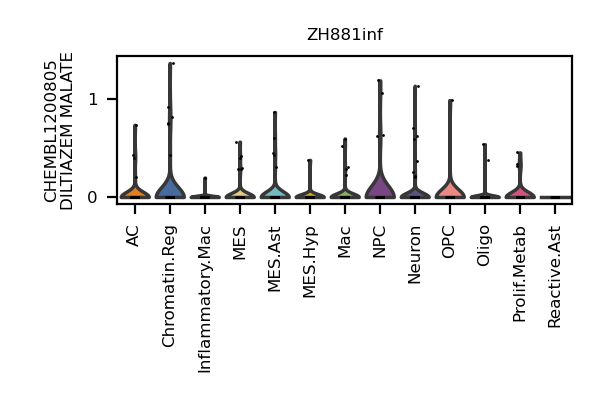 ZH881inf
CHEMBL1200805
DILTIAZEM MALATE
1
0
AC
Chromatin.Reg
Inflammatory.Mac
MES
MES.Ast
MES.Hyp
Mac
NPC
Neuron
OPC
Oligo
Prolif.Metab
Reactive.Ast